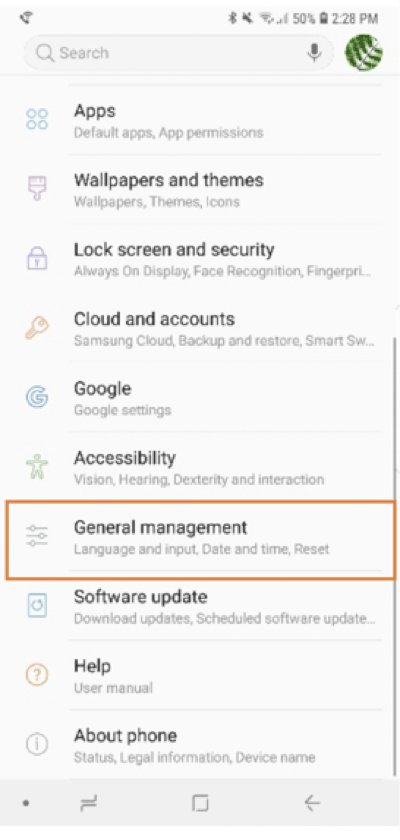 50% 2:28 PM
Search
Apps
Default apps, App permissions
Wallpapers and themes
Wallpapers, Themes, Icons
Lock screen and security
Always On Display, Face Recognition, Fingerpri...
Cloud and accounts
Samsung Cloud, Backup and restore, Smart Sw...
Google
Google settings
Accessibility
Vision, Hearing, Dexterity and interaction
General management
Language and input, Date and time, Reset
Software update
Download updates, Scheduled software update...
Help
User manual
About phone
Status, Legal information, Device name